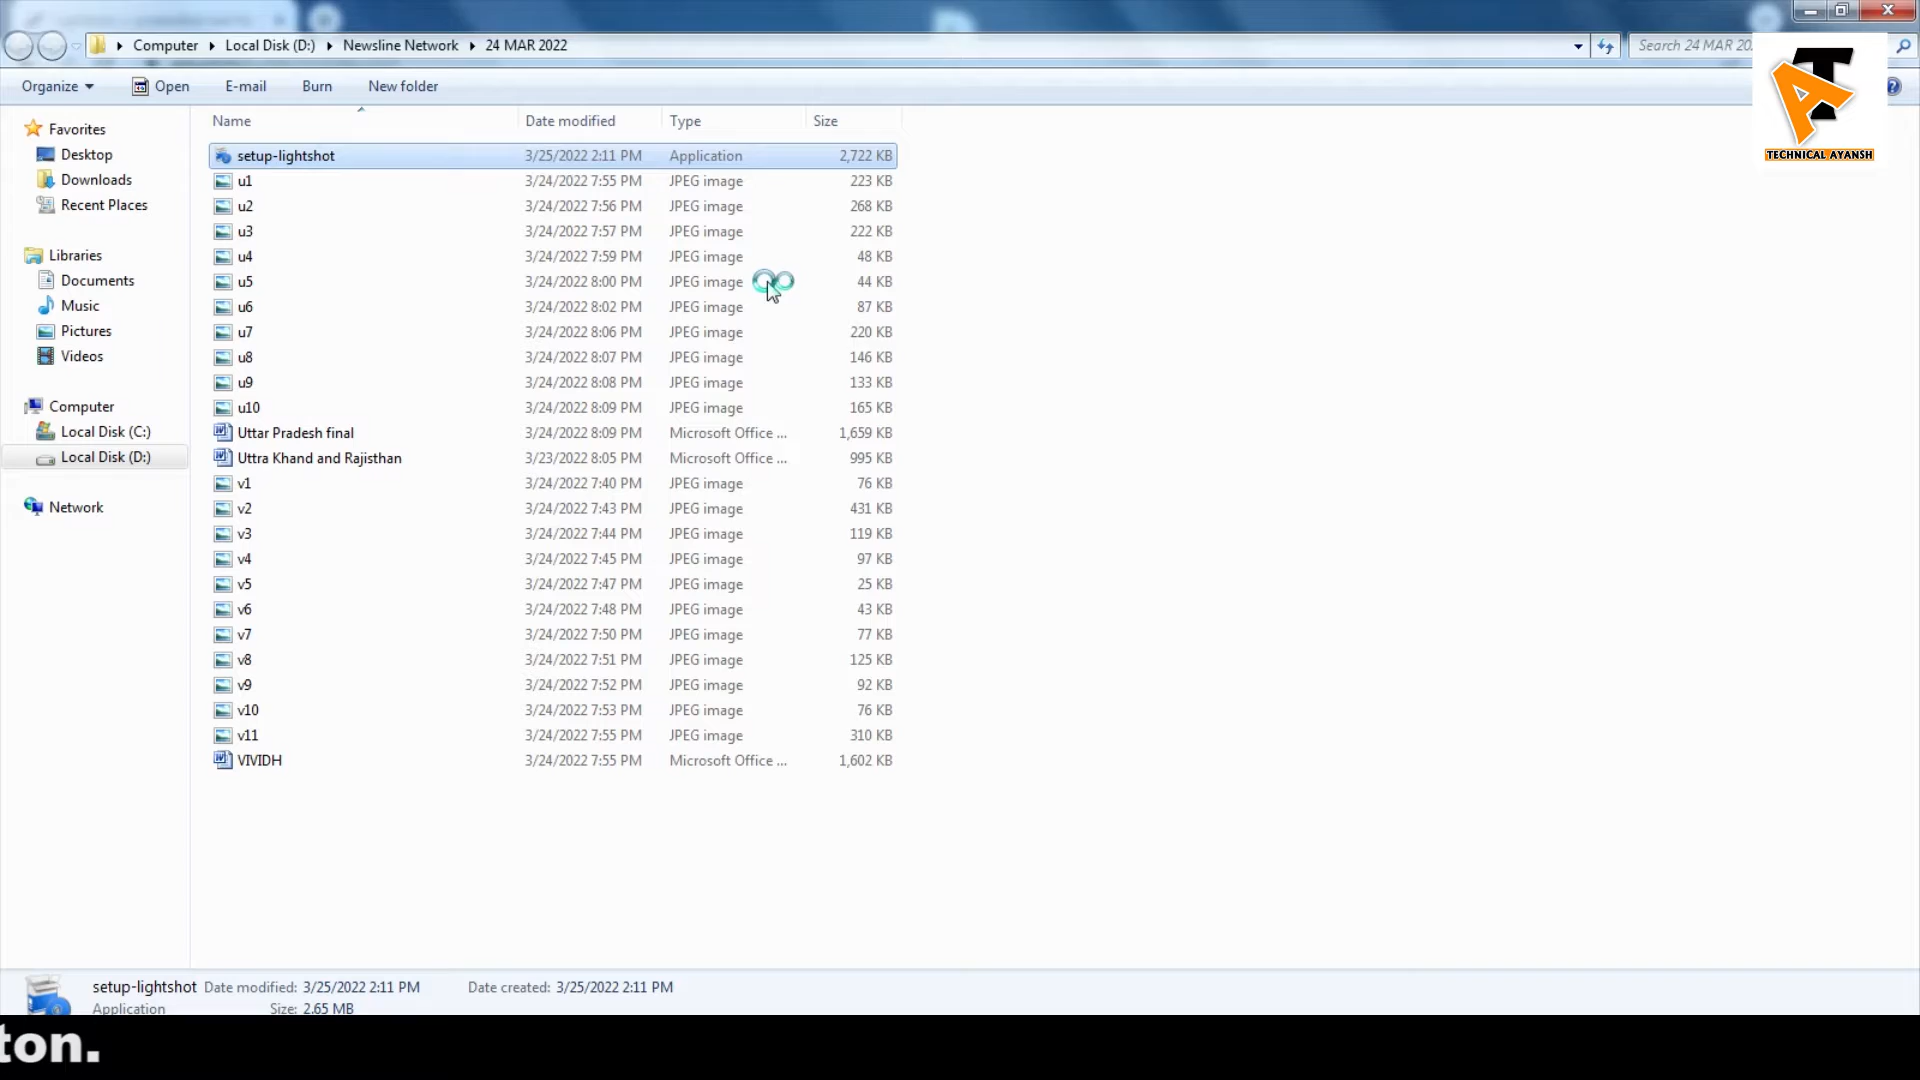 Computer Local Disk (D:) Newsline Network 24 MAR 2022
Search 24 MAR 20
Organize Open E-mail Burn New folder
TECHNICAL AYANSH
Name Date modified Type Size
Favorites
Desktop
Downloads
Recent Places
Libraries
Documents
Music
Pictures
Videos
Computer
Local Disk (C:)
Local Disk (D:)
Network
setup-lightshot 3/25/2022 2:11 PM Application 2,722 KB
u1 3/24/2022 7:55 PM JPEG image 223 KB
u2 3/24/2022 7:56 PM JPEG image 268 KB
u3 3/24/2022 7:57 PM JPEG image 222 KB
u4 3/24/2022 7:59 PM JPEG image 48 KB
u5 3/24/2022 8:00 PM JPEG image 44 KB
u6 3/24/2022 8:02 PM JPEG image 87 KB
u7 3/24/2022 8:06 PM JPEG image 220 KB
u8 3/24/2022 8:07 PM JPEG image 146 KB
u9 3/24/2022 8:08 PM JPEG image 133 KB
u10 3/24/2022 8:09 PM JPEG image 165 KB
Uttar Pradesh final 3/24/2022 8:09 PM Microsoft Office ... 1,659 KB
Uttra Khand and Rajisthan 3/23/2022 8:05 PM Microsoft Office ... 995 KB
v1 3/24/2022 7:40 PM JPEG image 76 KB
v2 3/24/2022 7:43 PM JPEG image 431 KB
v3 3/24/2022 7:44 PM JPEG image 119 KB
v4 3/24/2022 7:45 PM JPEG image 97 KB
v5 3/24/2022 7:47 PM JPEG image 25 KB
v6 3/24/2022 7:48 PM JPEG image 43 KB
v7 3/24/2022 7:50 PM JPEG image 77 KB
v8 3/24/2022 7:51 PM JPEG image 125 KB
v9 3/24/2022 7:52 PM JPEG image 92 KB
v10 3/24/2022 7:53 PM JPEG image 76 KB
v11 3/24/2022 7:55 PM JPEG image 310 KB
VIVIDH 3/24/2022 7:55 PM Microsoft Office ... 1,602 KB
setup-lightshot Date modified: 3/25/2022 2:11 PM Date created: 3/25/2022 2:11 PM
Application Size: 2.65 MB
ton.